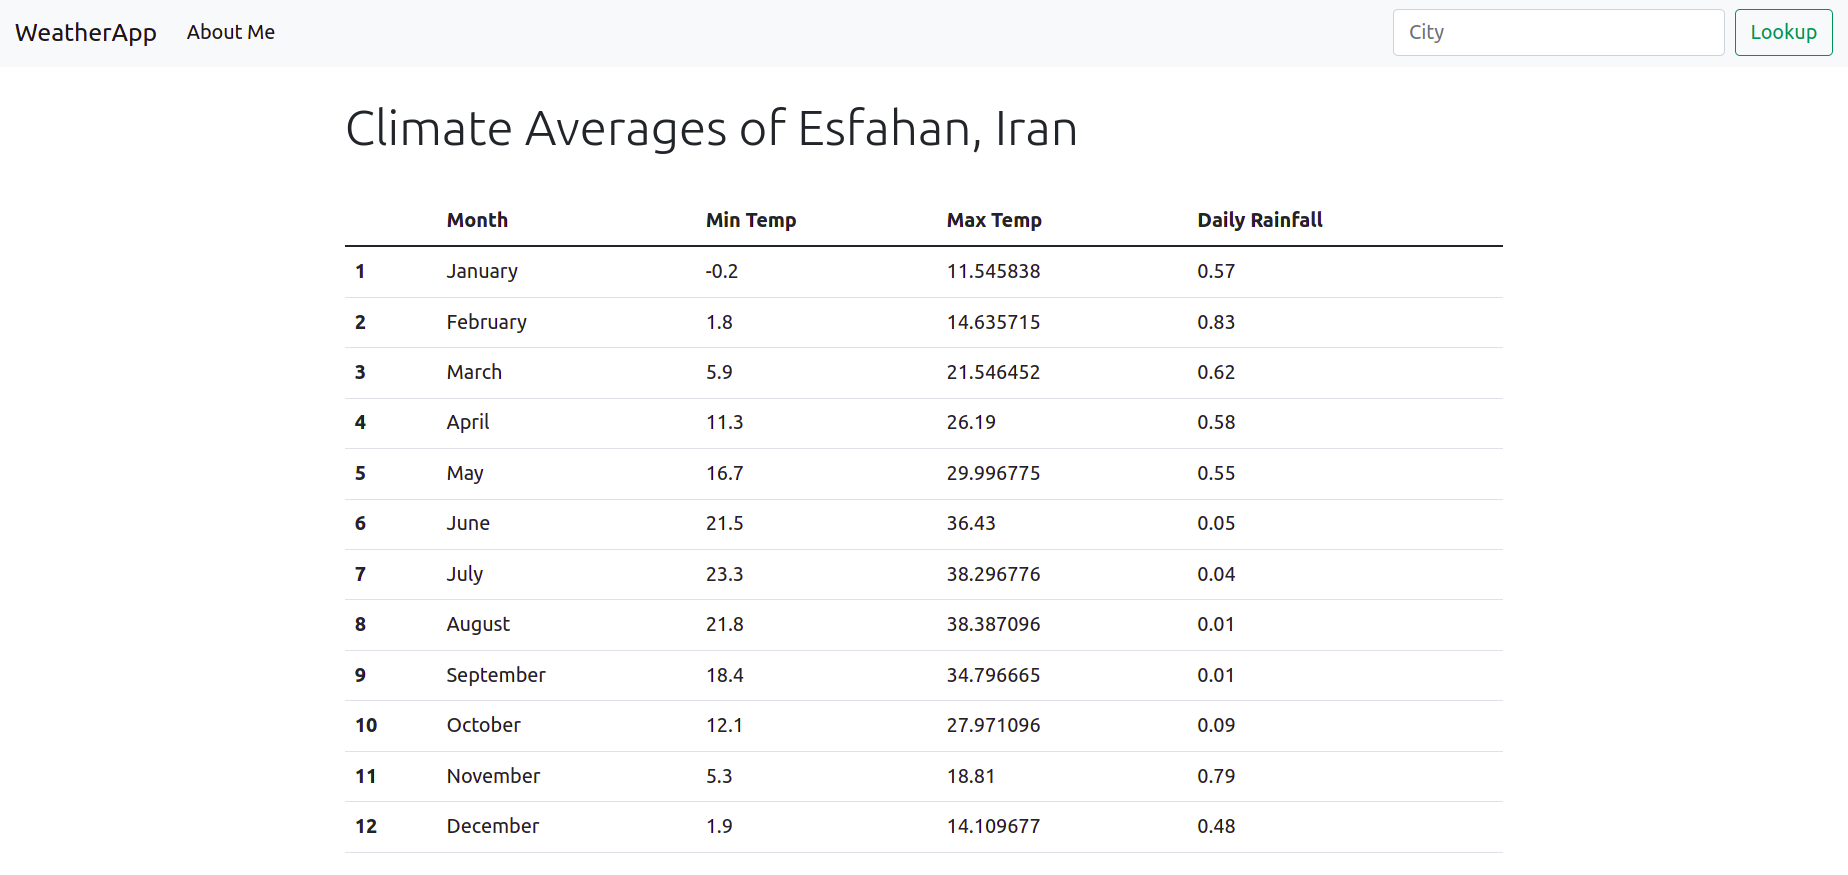 WeatherApp About Me City Lookup
Climate Averages of Esfahan, Iran
Month Min Temp Max Temp Daily Rainfall
1 January -0.2 11.545838 0.57
2 February 1.8 14.635715 0.83
3 March 5.9 21.546452 0.62
4 April 11.3 26.19 0.58
5 May 16.7 29.996775 0.55
6 June 21.5 36.43 0.05
7 July 23.3 38.296776 0.04
8 August 21.8 38.387096 0.01
9 September 18.4 34.796665 0.01
10 October 12.1 27.971096 0.09
11 November 5.3 18.81 0.79
12 December 1.9 14.109677 0.48